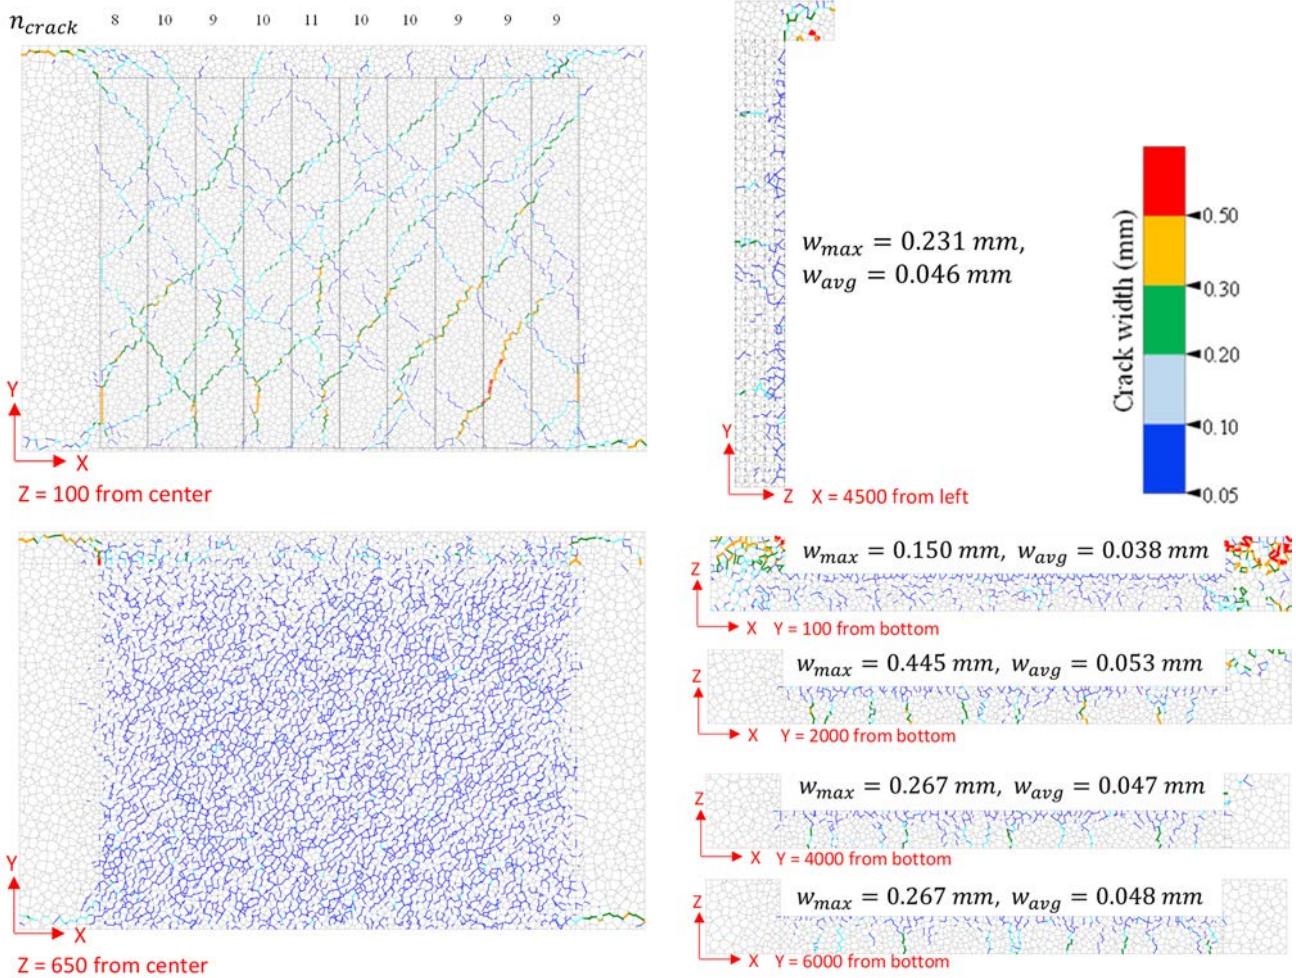 n_crack 8 10 9 10 11 10 10 9 9 9
Y
X
Z = 100 from center
w_max = 0.231 mm,
w_avg = 0.046 mm
Y
Z X = 4500 from left
Crack width (mm)
0.50
0.30
0.20
0.10
0.05
Y
X
Z = 650 from center
w_max = 0.150 mm, w_avg = 0.038 mm
Z
X Y = 100 from bottom
w_max = 0.445 mm, w_avg = 0.053 mm
Z
X Y = 2000 from bottom
w_max = 0.267 mm, w_avg = 0.047 mm
Z
X Y = 4000 from bottom
w_max = 0.267 mm, w_avg = 0.048 mm
Z
X Y = 6000 from bottom